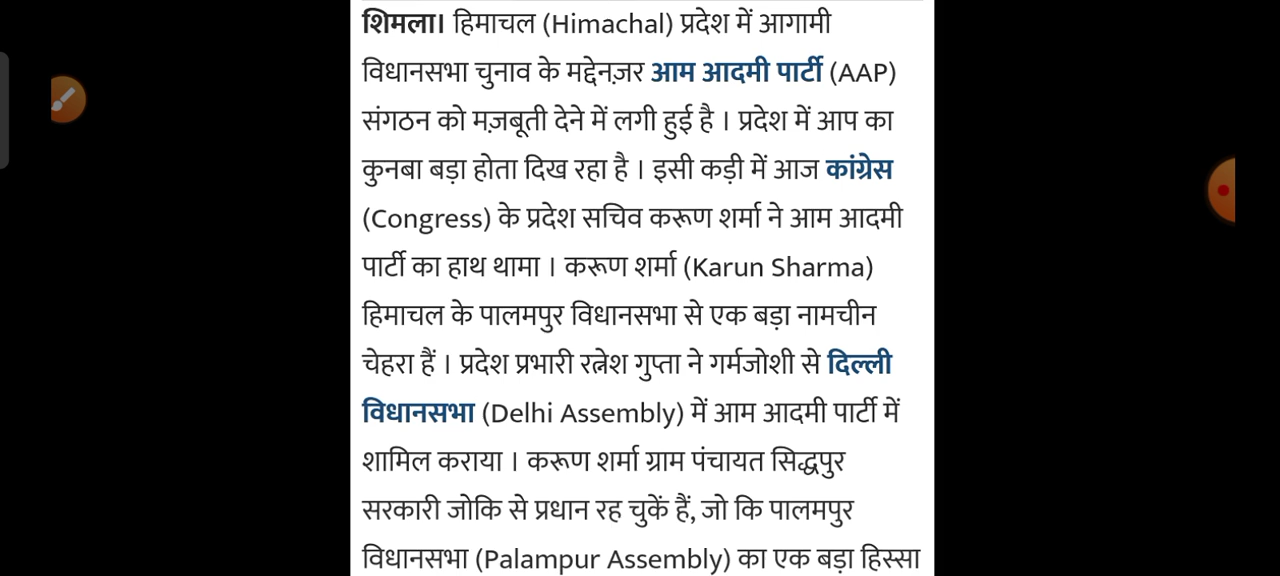 शिमला। हिमाचल (Himachal) प्रदेश में आगामी
विधानसभा चुनाव के मद्देनज़र आम आदमी पार्टी (AAP)
संगठन को मज़बूती देने में लगी हुई है । प्रदेश में आप का
कुनबा बड़ा होता दिख रहा है । इसी कड़ी में आज कांग्रेस
(Congress) के प्रदेश सचिव करूण शर्मा ने आम आदमी
पार्टी का हाथ थामा । करूण शर्मा (Karun Sharma)
हिमाचल के पालमपुर विधानसभा से एक बड़ा नामचीन
चेहरा हैं । प्रदेश प्रभारी रत्नेश गुप्ता ने गर्मजोशी से दिल्ली
विधानसभा (Delhi Assembly) में आम आदमी पार्टी में
शामिल कराया । करूण शर्मा ग्राम पंचायत सिद्धपुर
सरकारी जोकि से प्रधान रह चुकें हैं, जो कि पालमपुर
विधानसभा (Palampur Assembly) का एक बड़ा हिस्सा